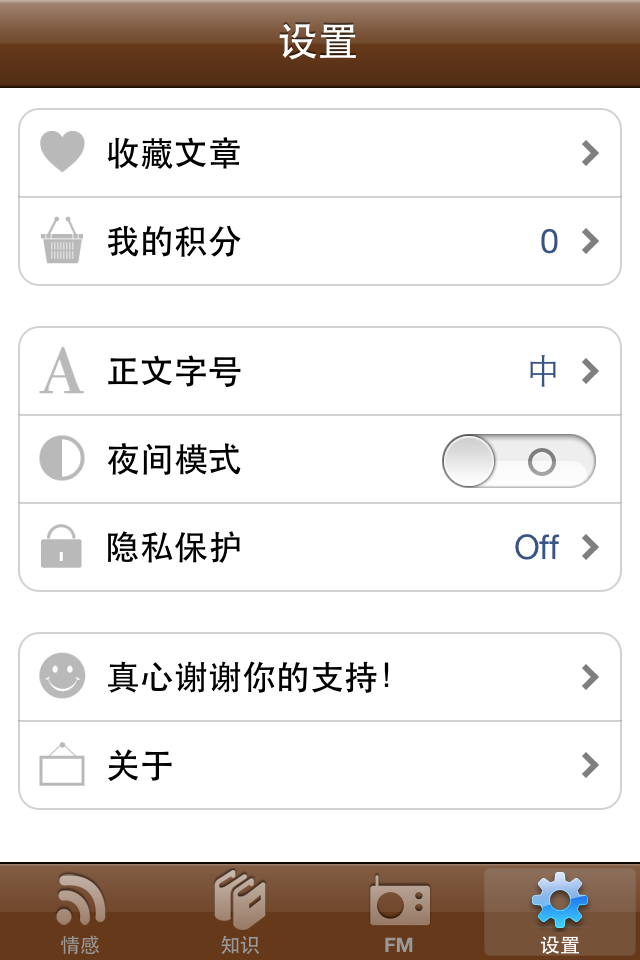 设置
收藏文章
我的积分 0
正文字号 中
夜间模式
隐私保护 Off
真心谢谢你的支持!
关于
情感 知识 FM 设置